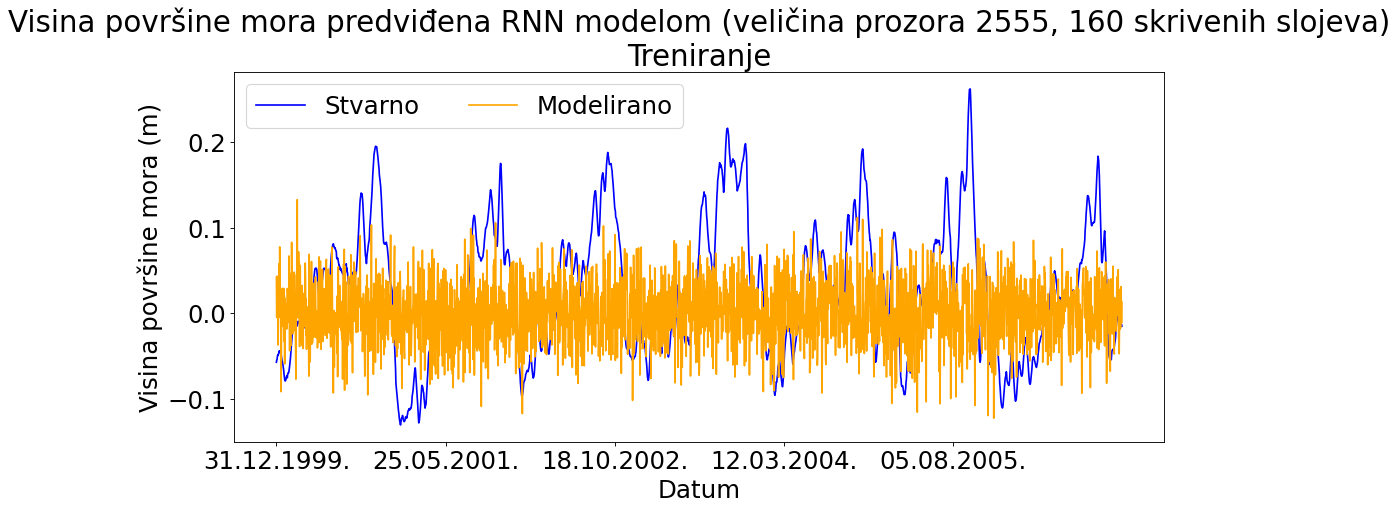 Visina površine mora predviđena RNN modelom (veličina prozora 2555, 160 skrivenih slojeva)
Treniranje
Stvarno Modelirano
Visina površine mora (m)
0.2
0.1
0.0
−0.1
31.12.1999. 25.05.2001. 18.10.2002. 12.03.2004. 05.08.2005.
Datum